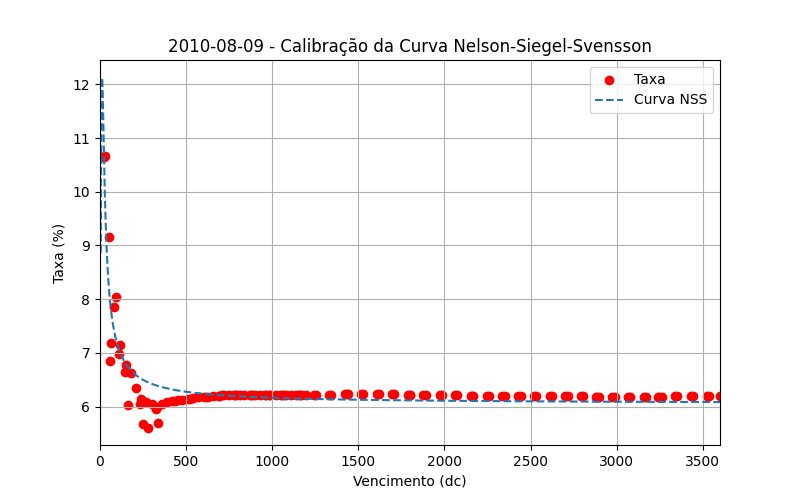 2010-08-09 - Calibração da Curva Nelson-Siegel-Svensson
Taxa
Curva NSS
Taxa (%)
12
11
10
9
8
7
6
0 500 1000 1500 2000 2500 3000 3500
Vencimento (dc)